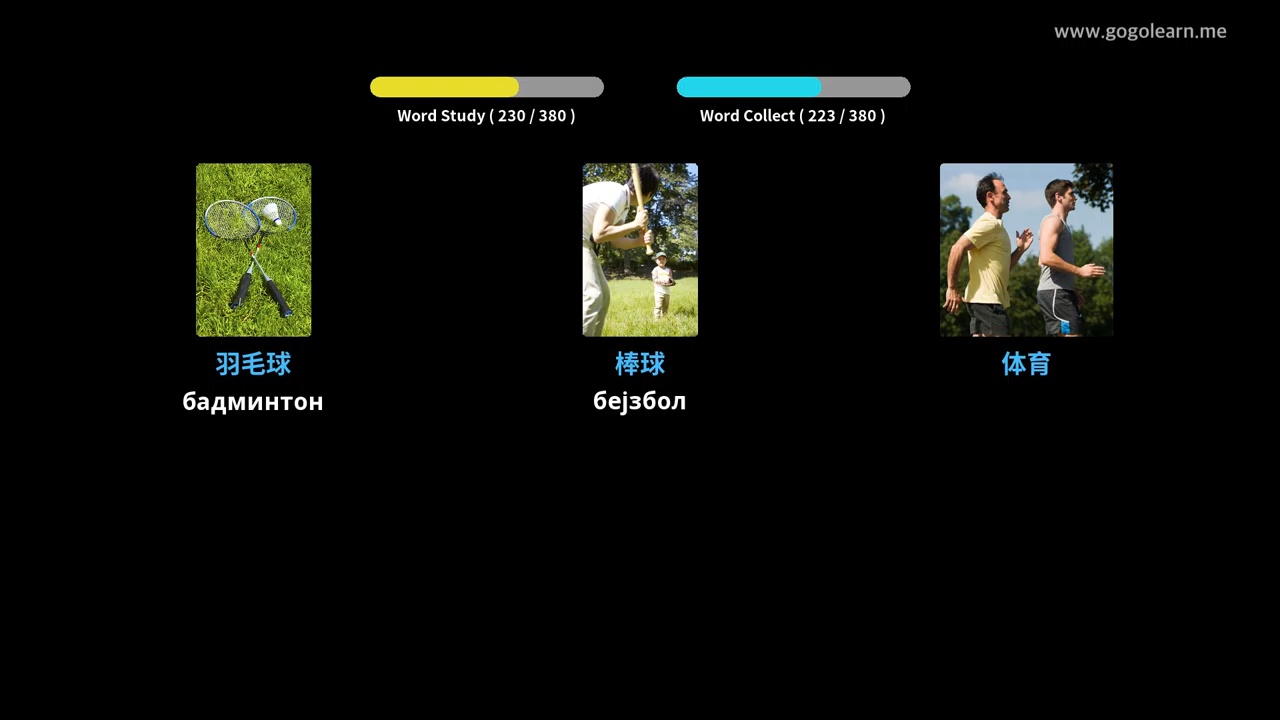 www.gogolearn.me
Word Study ( 230 / 380 )
Word Collect ( 223 / 380 )
羽毛球
棒球
体育
бадминтон
бејзбол